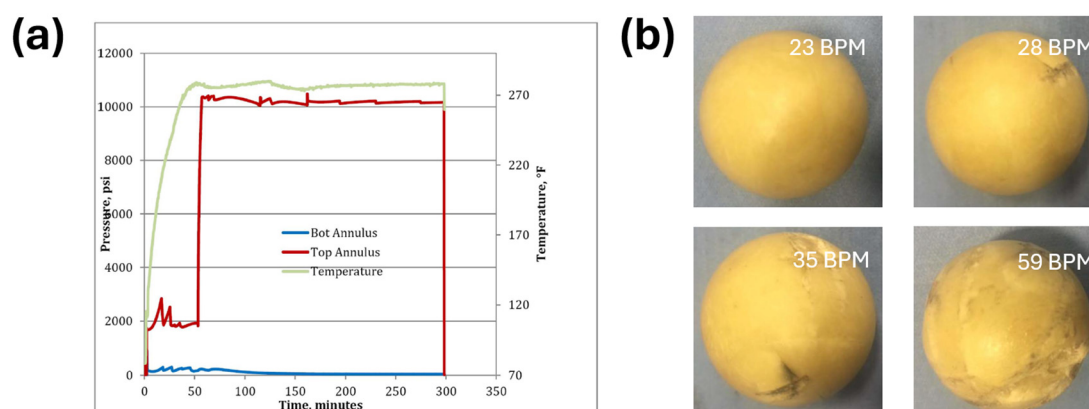 (a)
12000
10000
8000
6000
4000
2000
0
Pressure, psi
270
220
170
120
70
Temperature, °F
Bot Annulus
Top Annulus
Temperature
0 50 100 150 200 250 300 350
Time, minutes
(b)
23 BPM
28 BPM
35 BPM
59 BPM